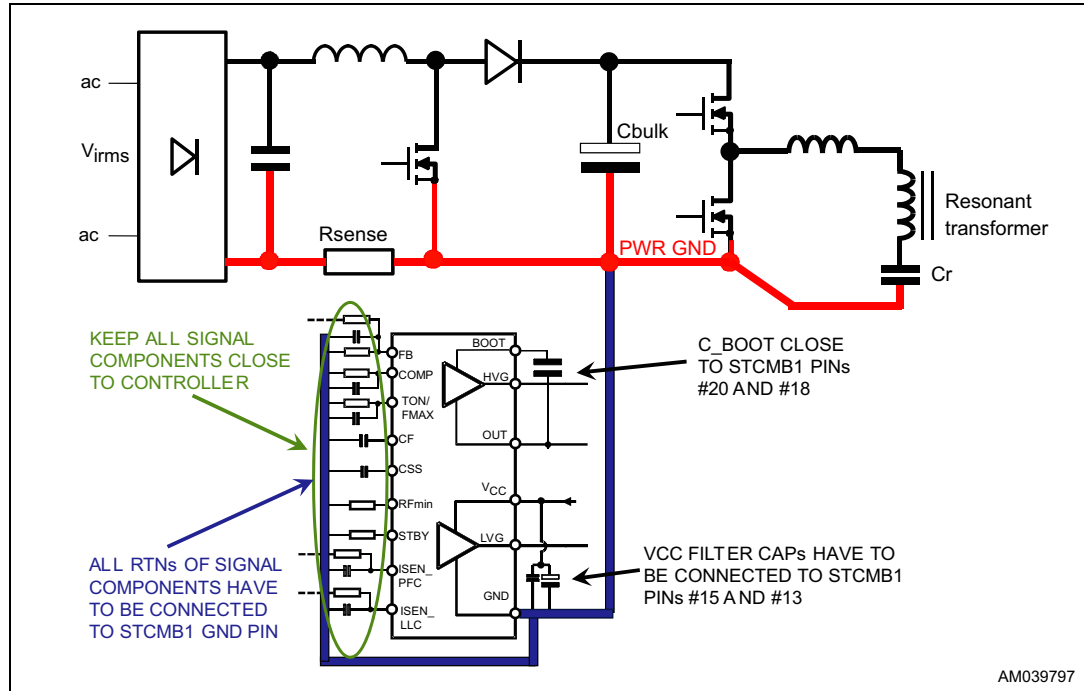 ac
Virms
ac
Rsense
Cbulk
PWR GND
Resonant
transformer
Cr
KEEP ALL SIGNAL
COMPONENTS CLOSE
TO CONTROLLER
ALL RTNs OF SIGNAL
COMPONENTS HAVE
TO BE CONNECTED
TO STCMB1 GND PIN
FB
COMP
TON/
FMAX
CF
CSS
RFmin
STBY
ISEN_
PFC
ISEN_
LLC
BOOT
HVG
OUT
VCC
LVG
GND
C_BOOT CLOSE
TO STCMB1 PINs
#20 AND #18
VCC FILTER CAPs HAVE TO
BE CONNECTED TO STCMB1
PINs #15 AND #13
AM039797